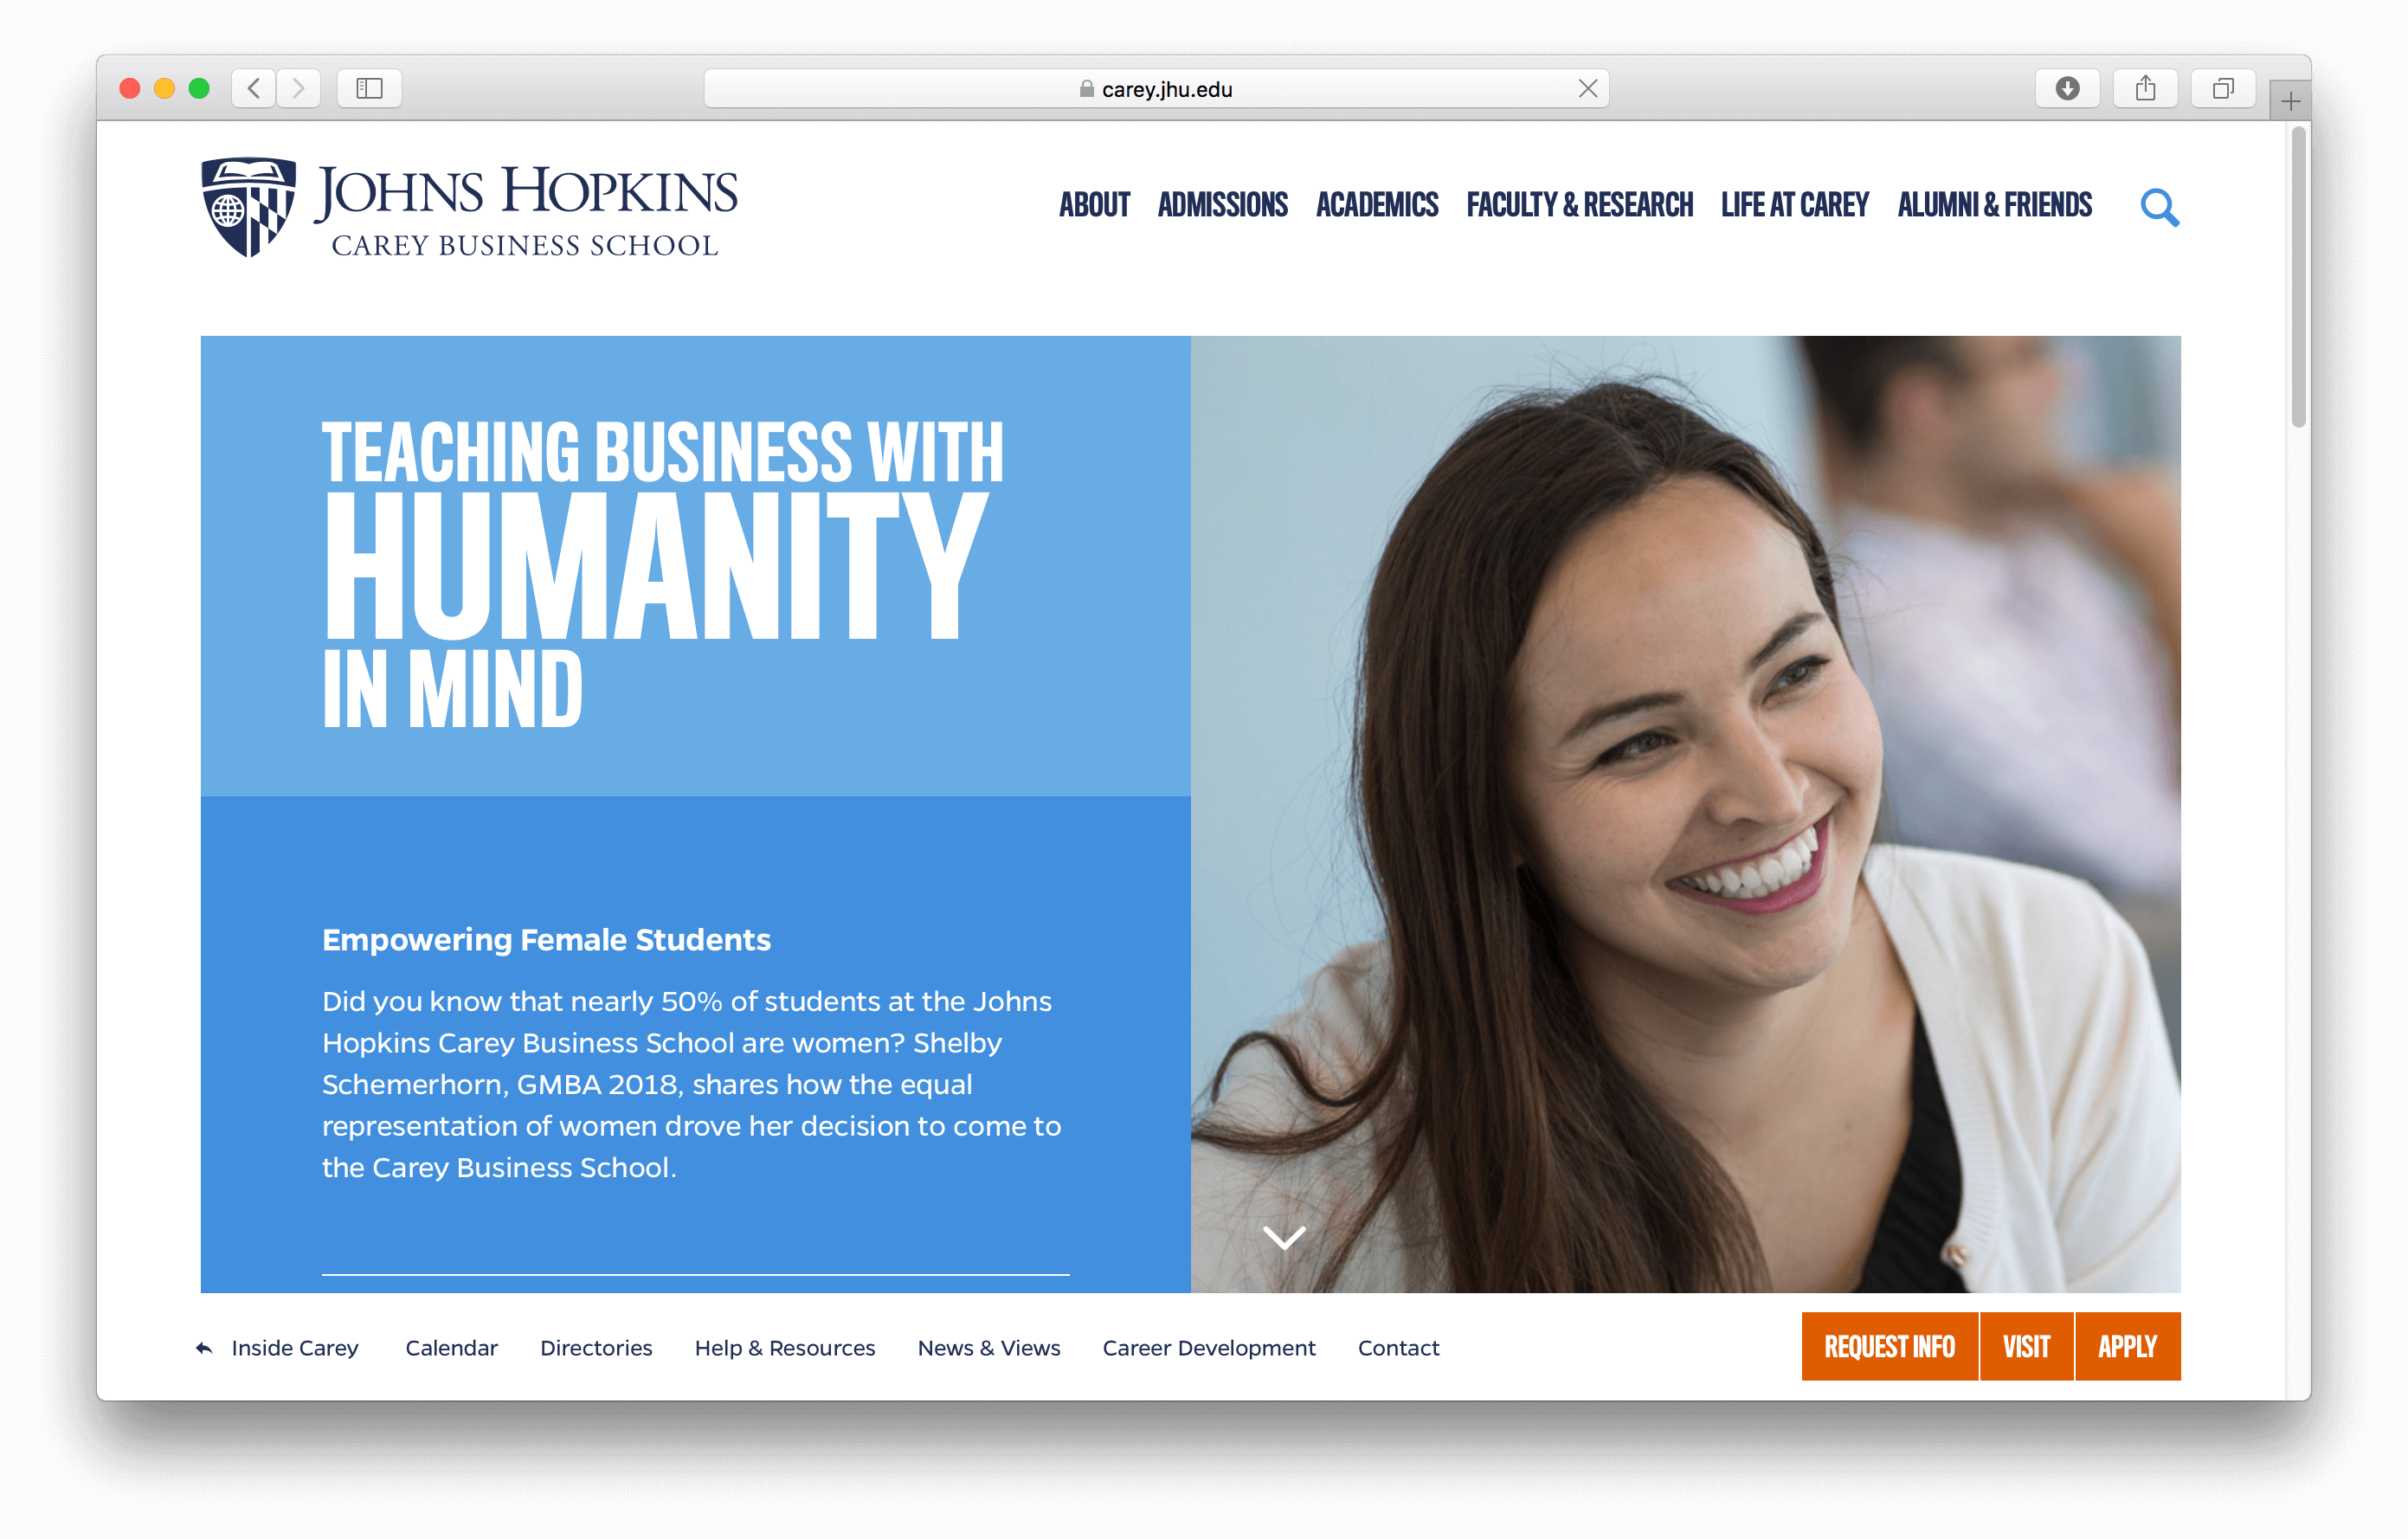 carey.jhu.edu
JOHNS HOPKINS
CAREY BUSINESS SCHOOL
ABOUT ADMISSIONS ACADEMICS FACULTY & RESEARCH LIFE AT CAREY ALUMNI & FRIENDS
TEACHING BUSINESS WITH
HUMANITY
IN MIND
Empowering Female Students
Did you know that nearly 50% of students at the Johns
Hopkins Carey Business School are women? Shelby
Schemerhorn, GMBA 2018, shares how the equal
representation of women drove her decision to come to
the Carey Business School.
Inside Carey Calendar Directories Help & Resources News & Views Career Development Contact
REQUEST INFO VISIT APPLY